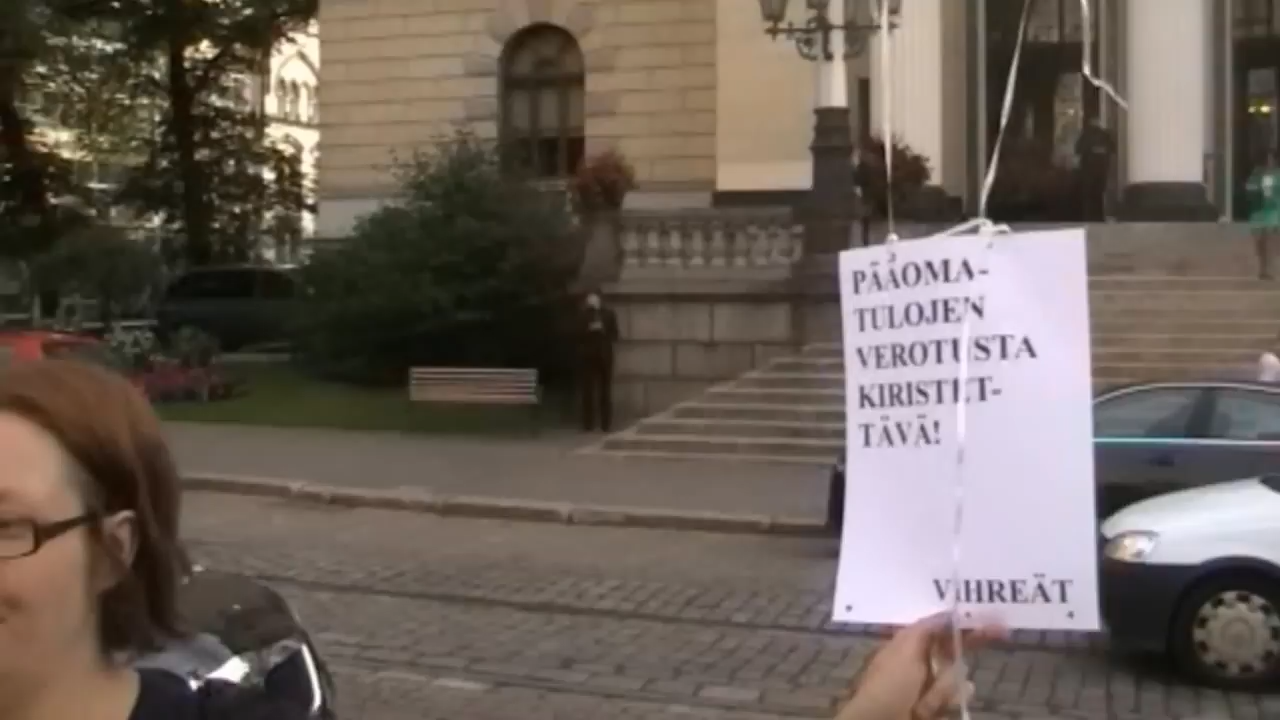 PÄÄOMA-
TULOJEN
VEROTUSTA
KIRISTET-
TÄVÄ!
VIHREÄT